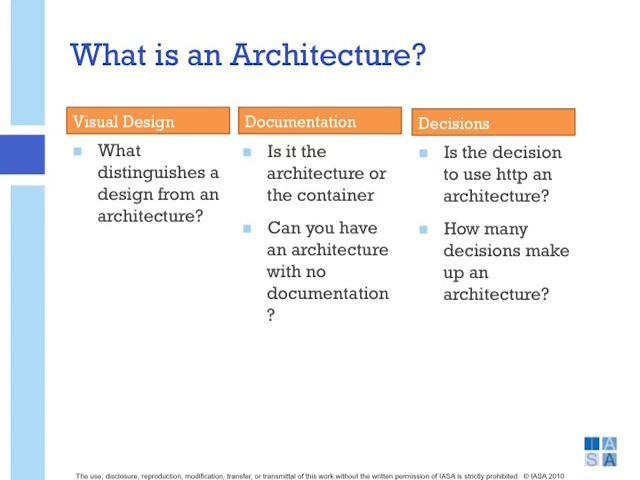 What is an Architecture?
Visual Design
What
distinguishes a
design from an
architecture?
Documentation
Is it the
architecture or
the container
Can you have
an architecture
with no
documentation
?
Decisions
Is the decision
to use http an
architecture?
How many
decisions make
up an
architecture?
I A
S A
The use, disclosure, reproduction, modification, transfer, or transmittal of this work without the written permission of IASA is strictly prohibited. © IASA 2010